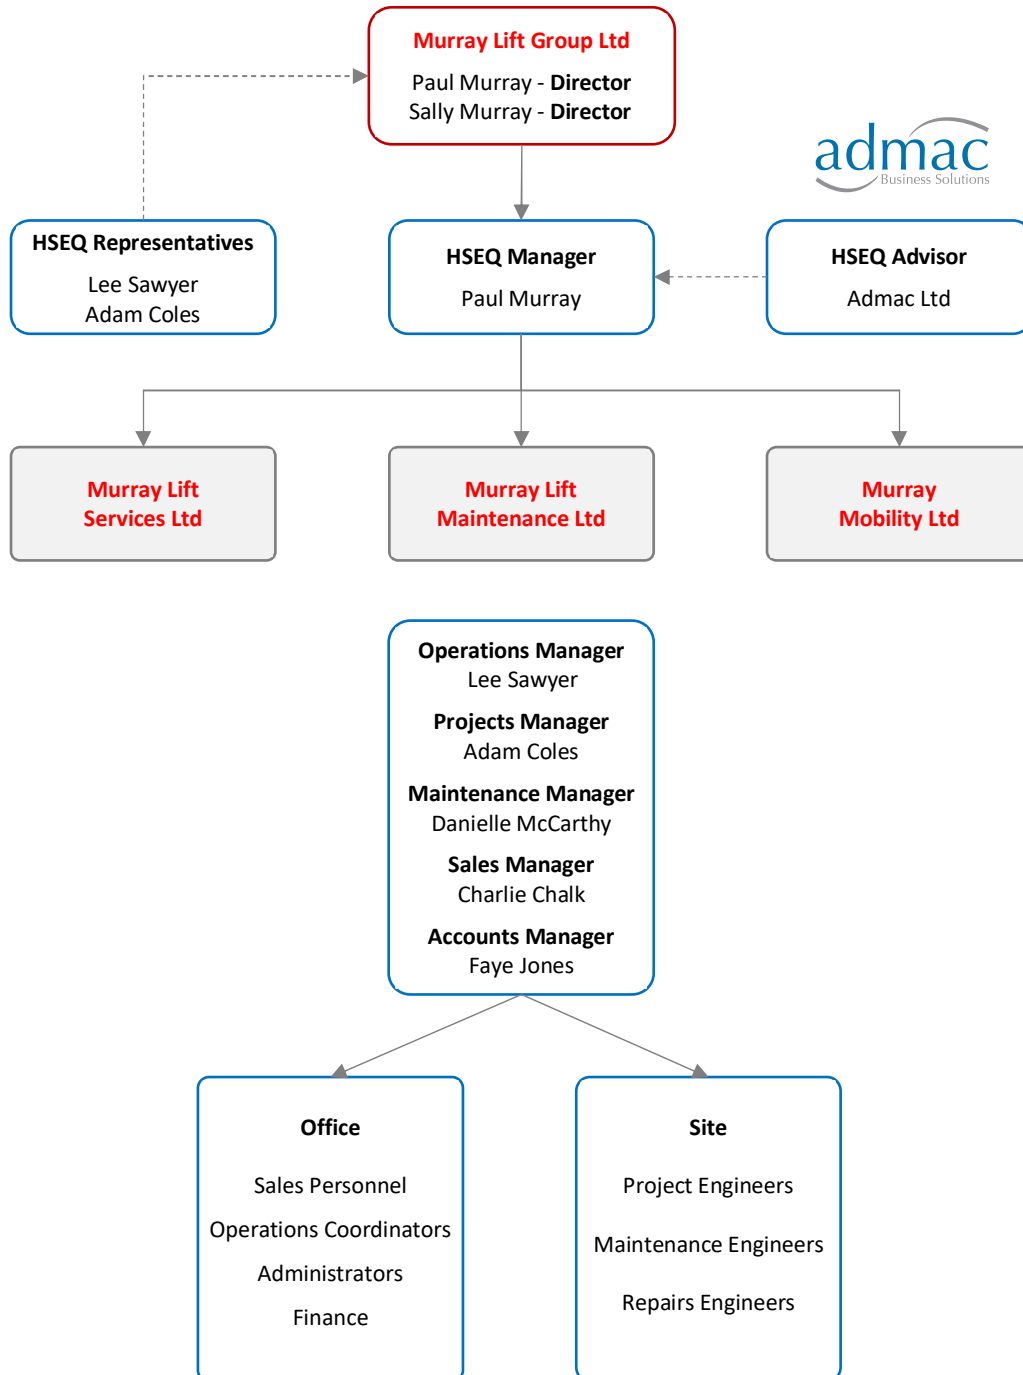 Murray Lift Group Ltd
Paul Murray - Director
Sally Murray - Director
admac
Business Solutions
HSEQ Representatives
Lee Sawyer
Adam Coles
HSEQ Manager
Paul Murray
HSEQ Advisor
Admac Ltd
Murray Lift
Services Ltd
Murray Lift
Maintenance Ltd
Murray
Mobility Ltd
Operations Manager
Lee Sawyer
Projects Manager
Adam Coles
Maintenance Manager
Danielle McCarthy
Sales Manager
Charlie Chalk
Accounts Manager
Faye Jones
Office
Sales Personnel
Operations Coordinators
Administrators
Finance
Site
Project Engineers
Maintenance Engineers
Repairs Engineers